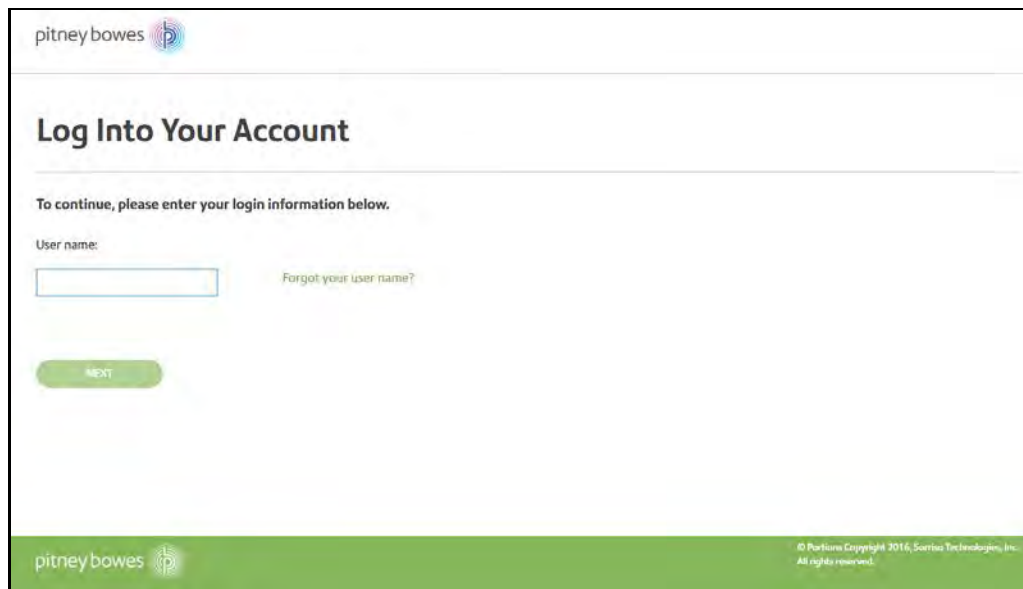 pitney bowes
Log Into Your Account
To continue, please enter your login information below.
User name:
Forgot your user name?
NEXT
pitney bowes
© Portions Copyright 2016, Sorriso Technologies, Inc.
All rights reserved.